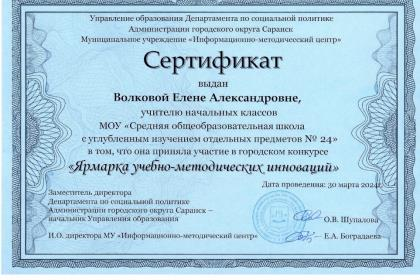 Управление образования Департамента по социальной политике
Администрации городского округа Саранск
Муниципальное учреждение «Информационно-методический центр»
Сертификат
выдан
Волковой Елене Александровне,
учителю начальных классов
МОУ «Средняя общеобразовательная школа
с углубленным изучением отдельных предметов № 24»
в том, что она приняла участие в городском конкурсе
«Ярмарка учебно-методических инноваций»
Дата проведения: 30 марта 2024г.
Заместитель директора
Департамента по социальной политике
Администрации городского округа Саранск –
начальник Управления образования
О.В. Шупалова
И.О. директора МУ «Информационно-методический центр»
Е.А. Боградаева